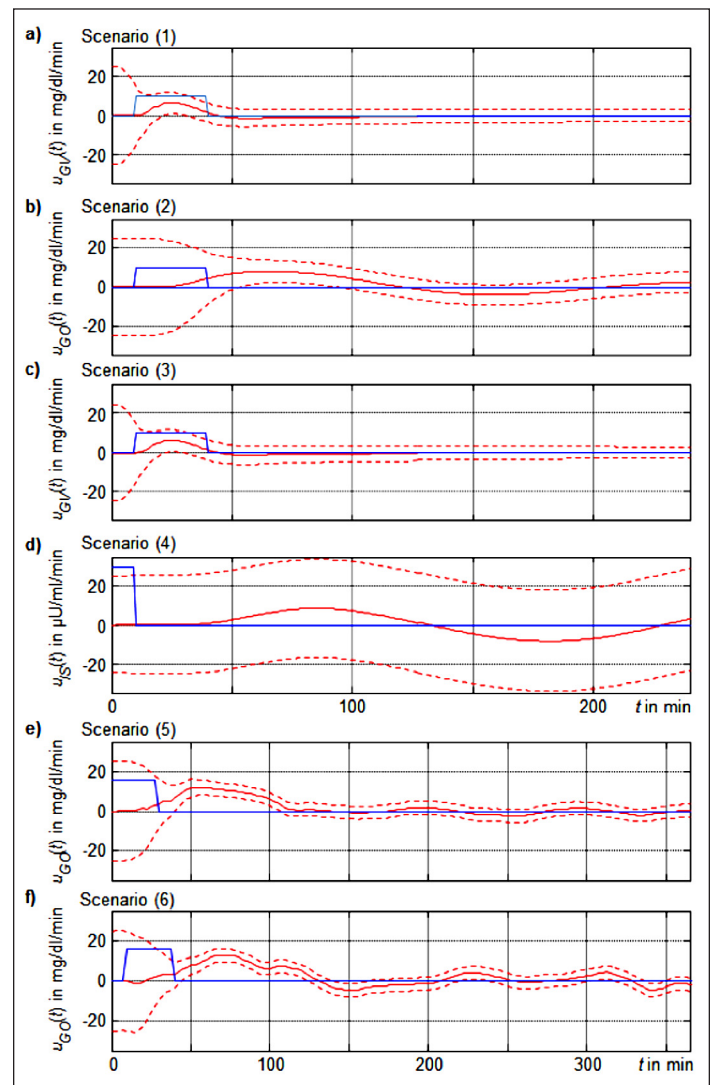 a) Scenario (1)
u_GV(t) in mg/dl/min
20
0
-20
b) Scenario (2)
u_GO(t) in mg/dl/min
20
0
-20
c) Scenario (3)
u_GV(t) in mg/dl/min
20
0
-20
d) Scenario (4)
u_IS(t) in µU/ml/min
20
0
-20
0 100 200 t in min
e) Scenario (5)
u_GO(t) in mg/dl/min
20
0
-20
f) Scenario (6)
u_GO(t) in mg/dl/min
20
0
-20
0 100 200 300 t in min